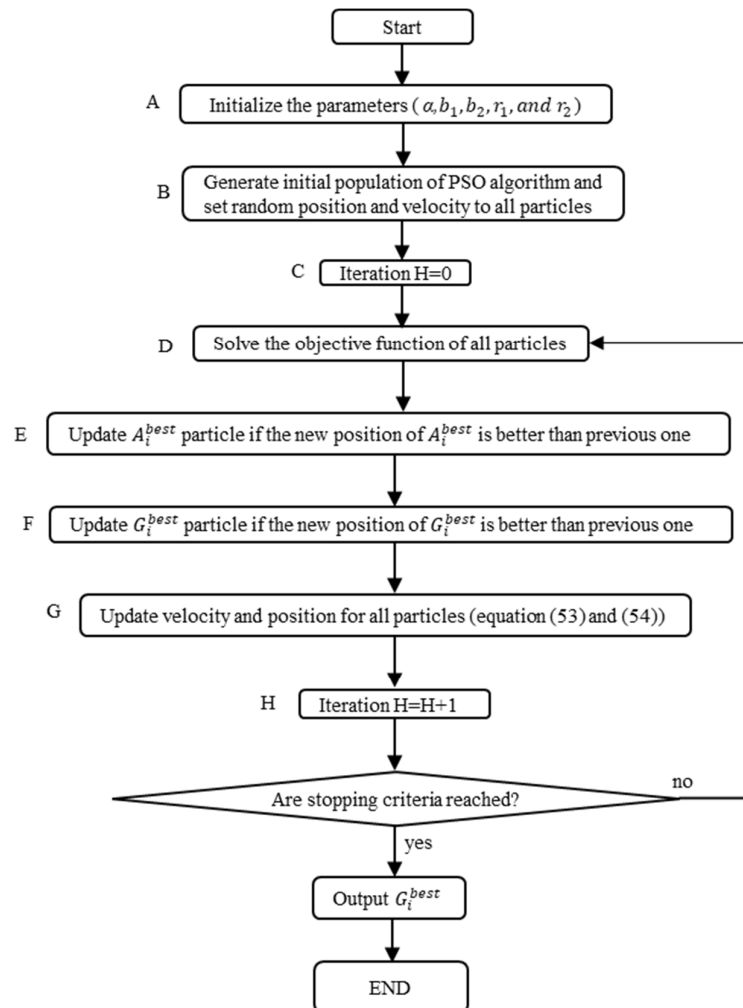 Start
A
Initialize the parameters ( α, b₁, b₂, r₁, and r₂ )
B
Generate initial population of PSO algorithm and
set random position and velocity to all particles
C
Iteration H=0
D
Solve the objective function of all particles
E
Update A_i^best particle if the new position of A_i^best is better than previous one
F
Update G_i^best particle if the new position of G_i^best is better than previous one
G
Update velocity and position for all particles (equation (53) and (54))
H
Iteration H=H+1
Are stopping criteria reached?
no
yes
Output G_i^best
END